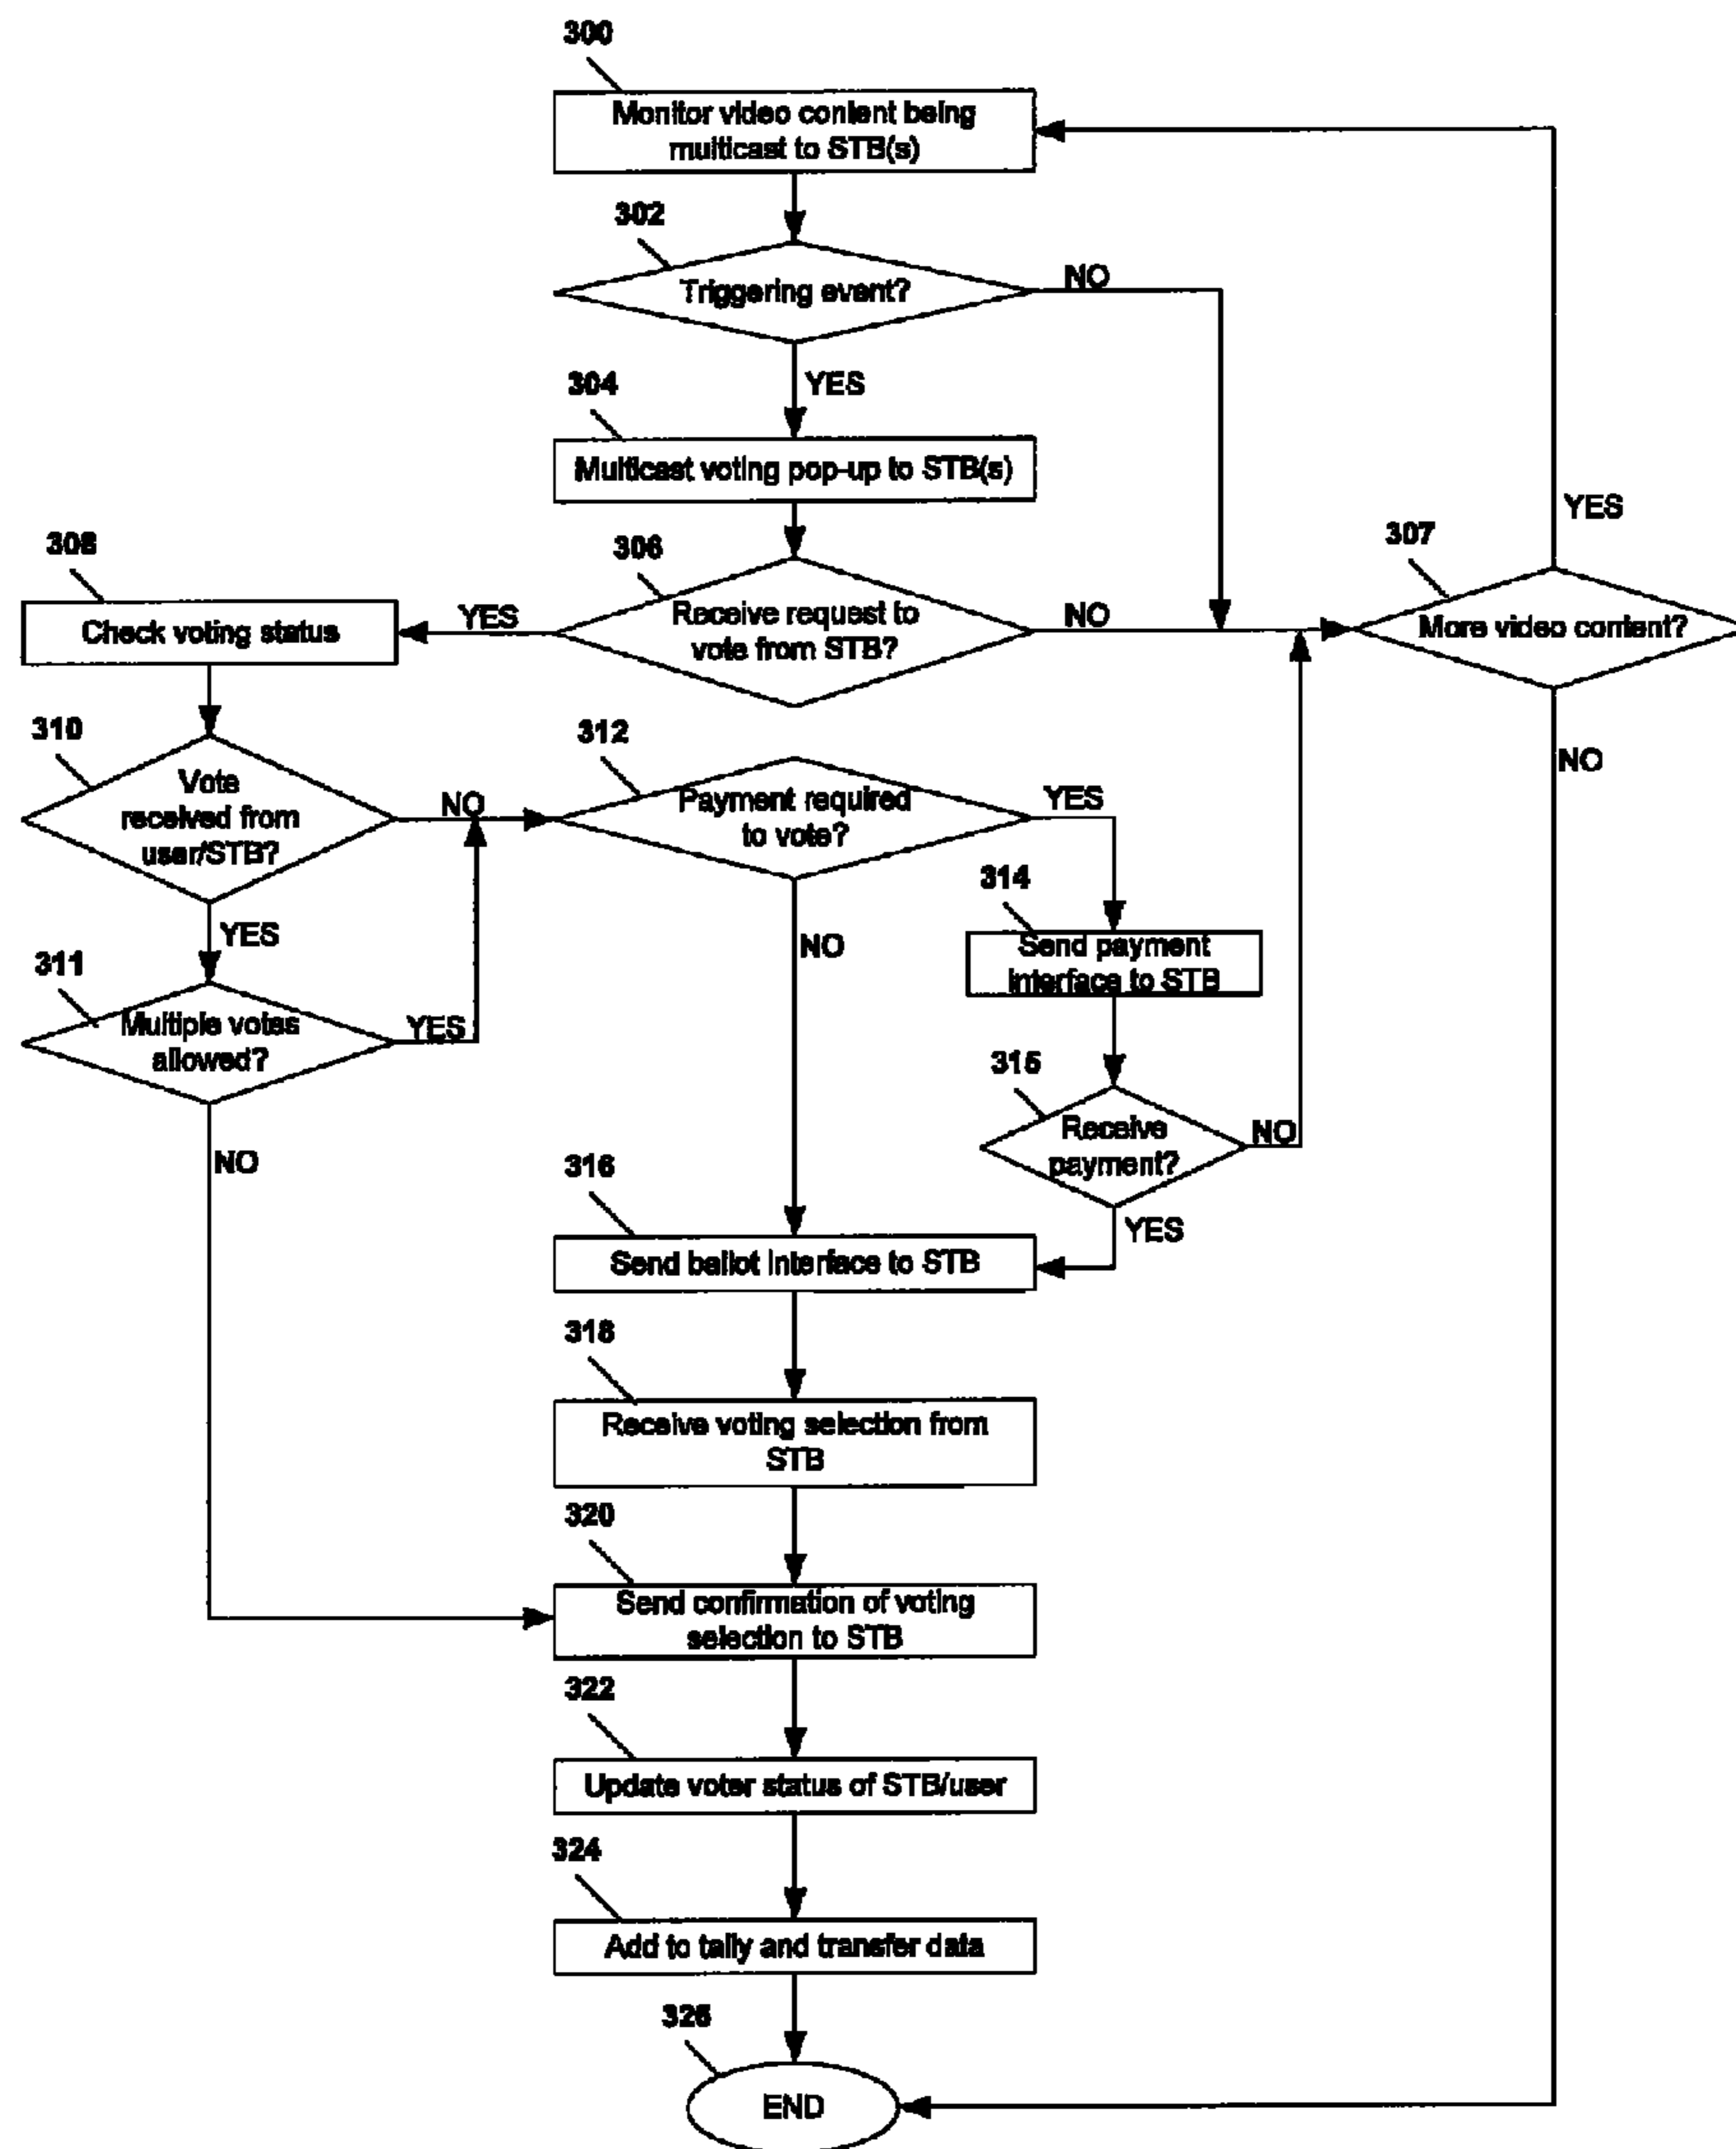 300
Monitor video content being
multicast to STB(s)
302
Triggering event?
NO
YES
304
Multicast voting pop-up to STB(s)
306
Receive request to
vote from STB?
YES
NO
307
More video content?
YES
NO
308
Check voting status
310
Vote
received from
user/STB?
NO
YES
311
Multiple votes
allowed?
YES
NO
312
Payment required
to vote?
YES
NO
314
Send payment
interface to STB
315
Receive
payment?
NO
YES
316
Send ballot interface to STB
318
Receive voting selection from
STB
320
Send confirmation of voting
selection to STB
322
Update voter status of STB/user
324
Add to tally and transfer data
326
END